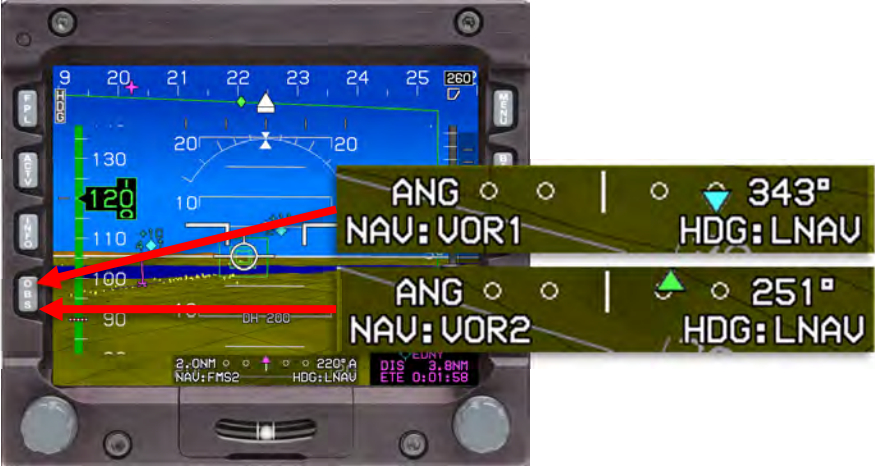 9 20 21 22 23 24 25 260
HDG
FPL
MENU
20 20
130
ACTV
120
10
ANG 343°
NAV:VOR1 HDG:LNAV
110
INFO
100
OBS
ANG 251°
NAV:VOR2 HDG:LNAV
90
10
DH 200
EDNY
2.0NM 220°A
DIS 3.8NM
NAV:FMS2 HDG:LNAV
ETE 0:01:58